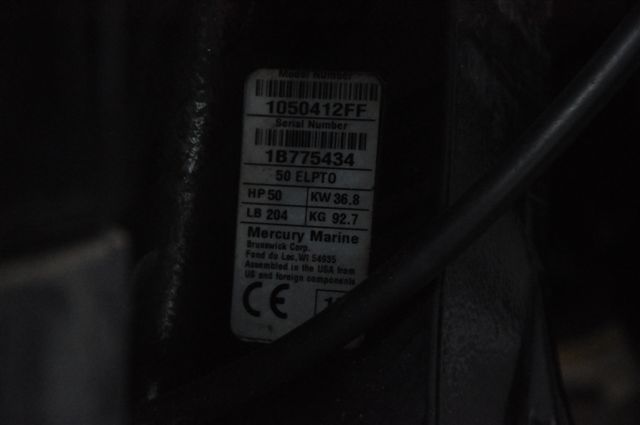 Model Number
1050412FF
Serial Number
1B775434
50 ELPTO
HP 50 KW 36.8
LB 204 KG 92.7
Mercury Marine
Brunswick Corp.
Fond du Lac, WI 54935
Assembled in the USA from
US and foreign components
CE